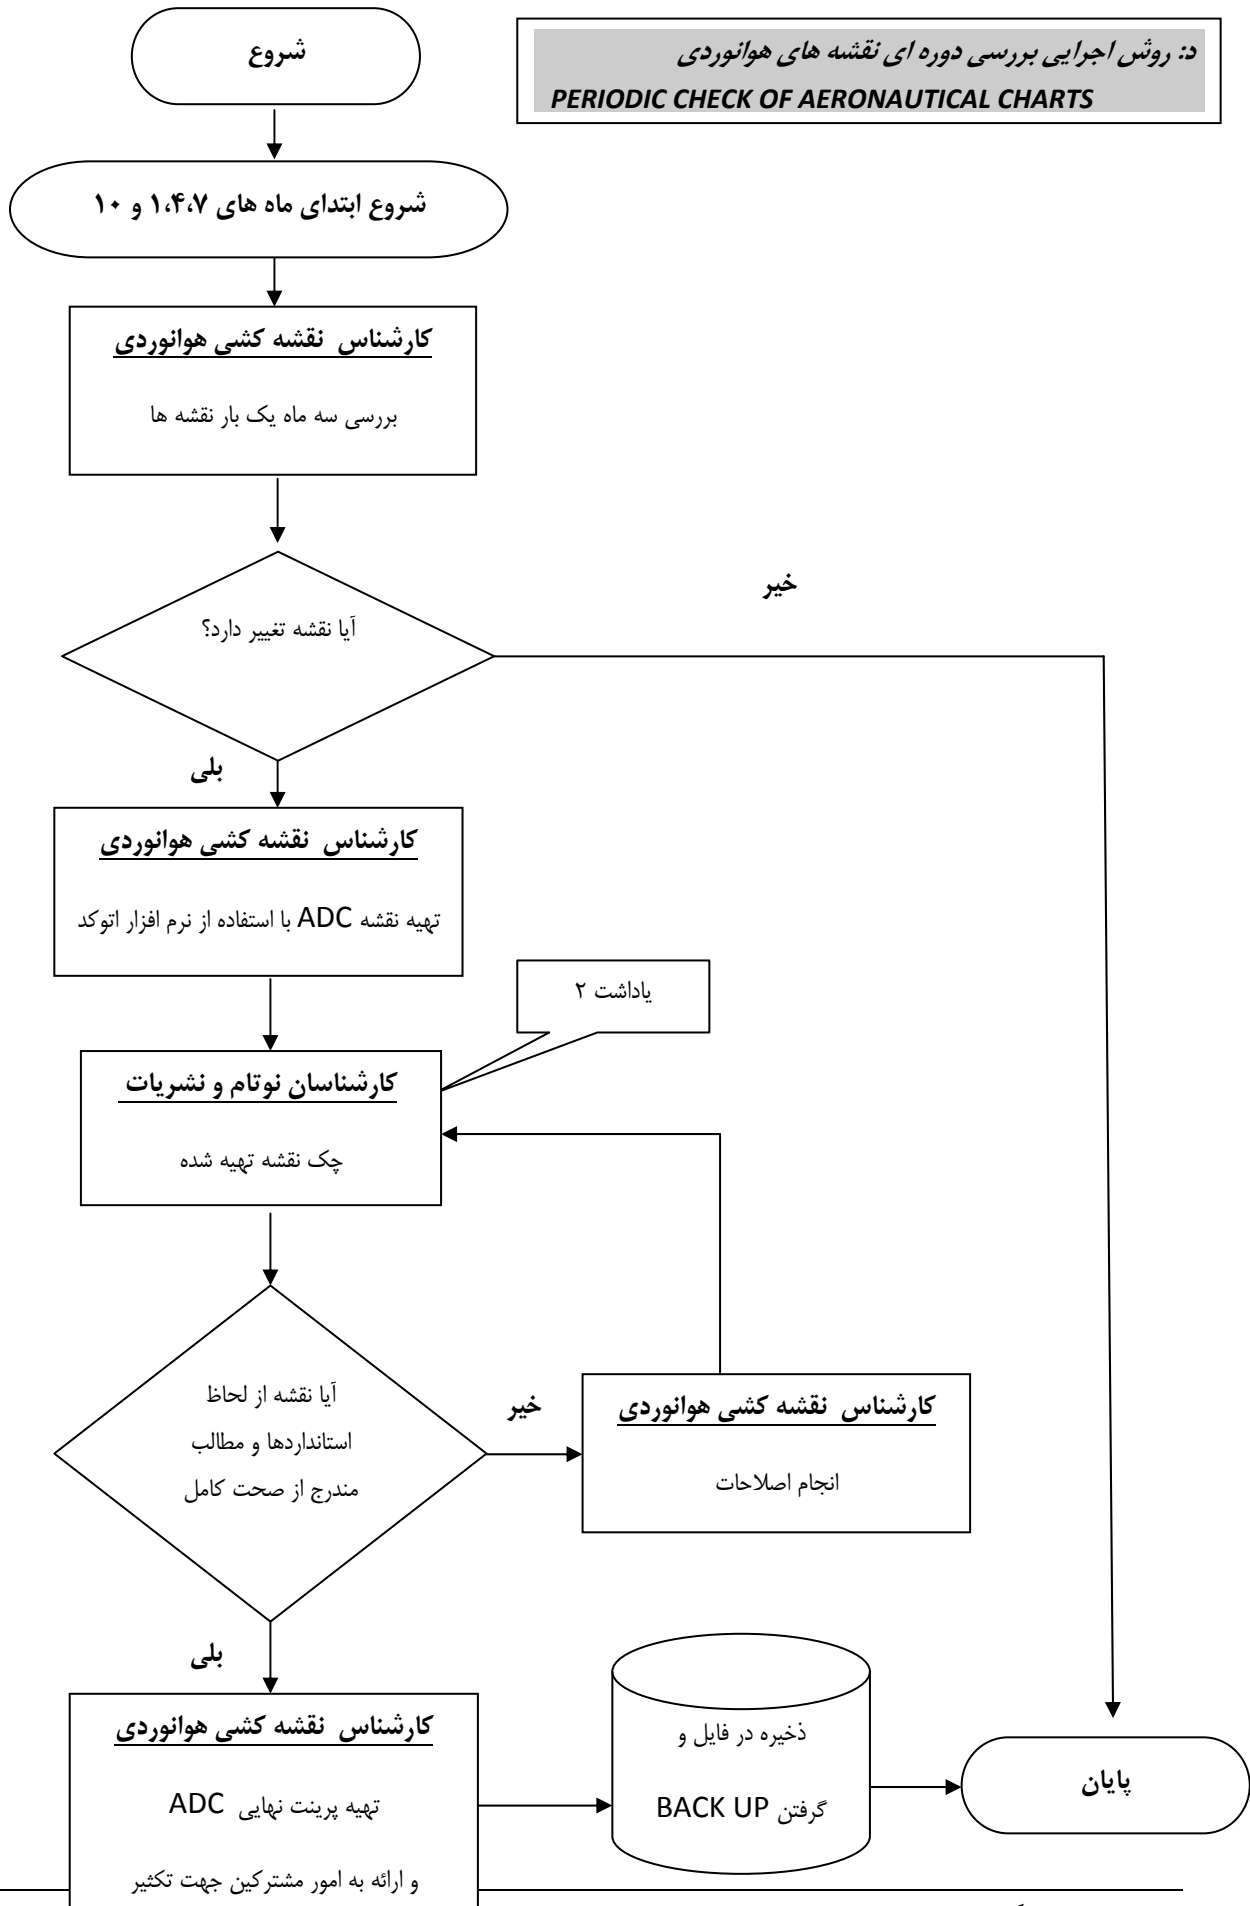 د: روش اجرایی بررسی دوره ای نقشه های هوانوردی
PERIODIC CHECK OF AERONAUTICAL CHARTS
شروع
شروع ابتدای ماه های ۱،۴،۷ و ۱۰
کارشناس نقشه کشی هوانوردی
بررسی سه ماه یک بار نقشه ها
آیا نقشه تغییر دارد؟
خیر
بلی
کارشناس نقشه کشی هوانوردی
تهیه نقشه ADC با استفاده از نرم افزار اتوکد
یاداشت ۲
کارشناسان نوتام و نشریات
چک نقشه تهیه شده
آیا نقشه از لحاظ
استانداردها و مطالب
مندرج از صحت کامل
خیر
کارشناس نقشه کشی هوانوردی
انجام اصلاحات
بلی
کارشناس نقشه کشی هوانوردی
تهیه پرینت نهایی ADC
و ارائه به امور مشترکین جهت تکثیر
ذخیره در فایل و
گرفتن BACK UP
پایان